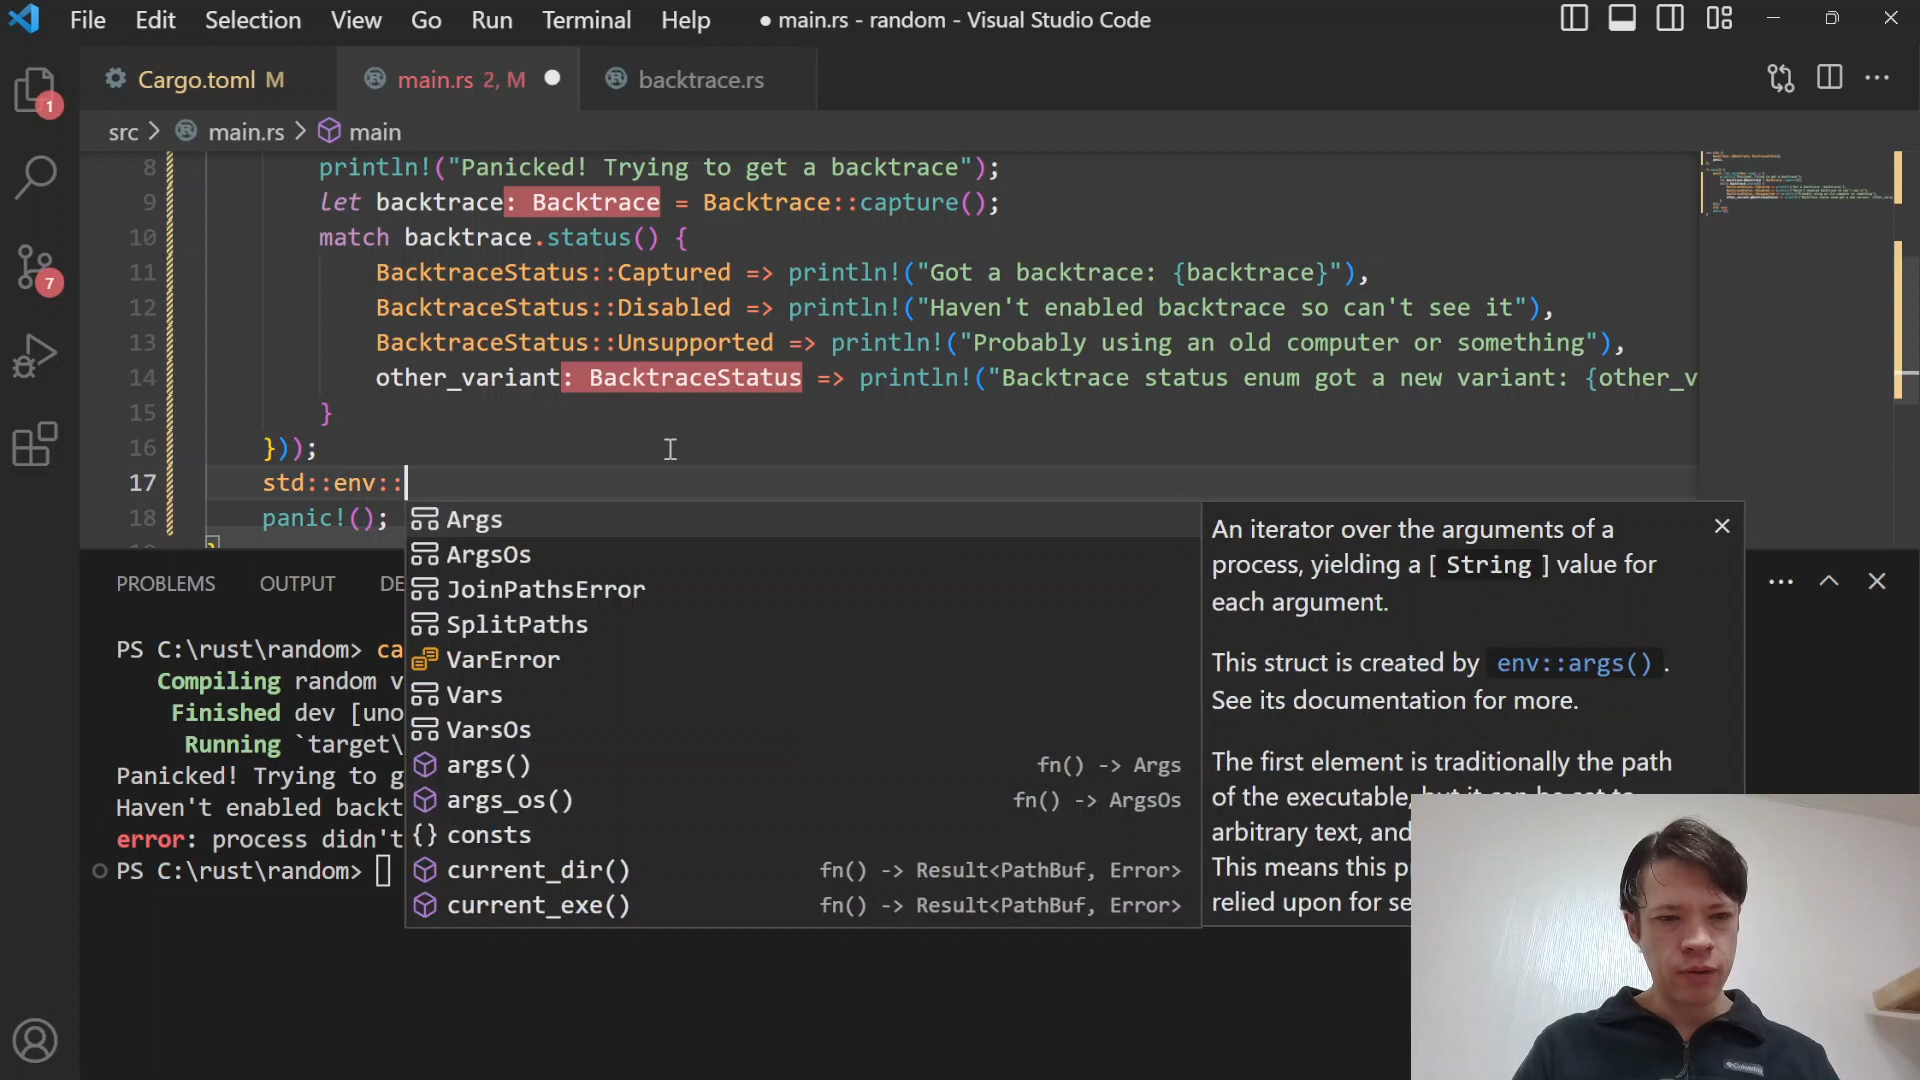 File Edit Selection View Go Run Terminal Help ● main.rs - random - Visual Studio Code
Cargo.toml M main.rs 2, M backtrace.rs
src > main.rs > main
8 println!("Panicked! Trying to get a backtrace");
9 let backtrace: Backtrace = Backtrace::capture();
10 match backtrace.status() {
11 BacktraceStatus::Captured => println!("Got a backtrace: {backtrace}"),
12 BacktraceStatus::Disabled => println!("Haven't enabled backtrace so can't see it"),
13 BacktraceStatus::Unsupported => println!("Probably using an old computer or something"),
14 other_variant: BacktraceStatus => println!("Backtrace status enum got a new variant: {other_v
15 }
16 }));
17 std::env::
18 panic!();
Args
ArgsOs
JoinPathsError
SplitPaths
VarError
Vars
VarsOs
args() fn() -> Args
args_os() fn() -> ArgsOs
consts
current_dir() fn() -> Result<PathBuf, Error>
current_exe() fn() -> Result<PathBuf, Error>
An iterator over the arguments of a
process, yielding a [ String ] value for
each argument.
This struct is created by env::args() .
See its documentation for more.
The first element is traditionally the path
of the executable,
arbitrary text, and
This means this p
relied upon for se
PROBLEMS OUTPUT DE
PS C:\rust\random> ca
Compiling random v
Finished dev [uno
Running `target\
Panicked! Trying to g
Haven't enabled backt
error: process didn't
PS C:\rust\random>
1
7
Columbia